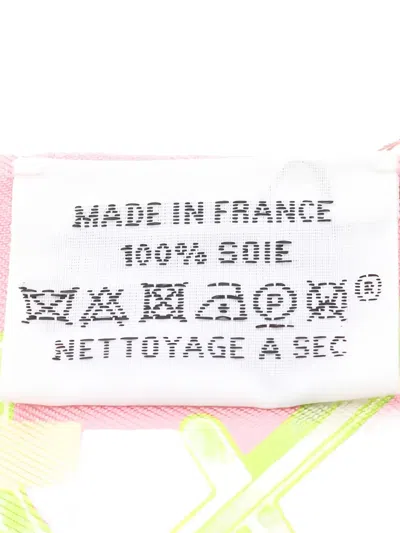 MADE IN FRANCE
100% SOIE
P W ®
NETTOYAGE A SEC